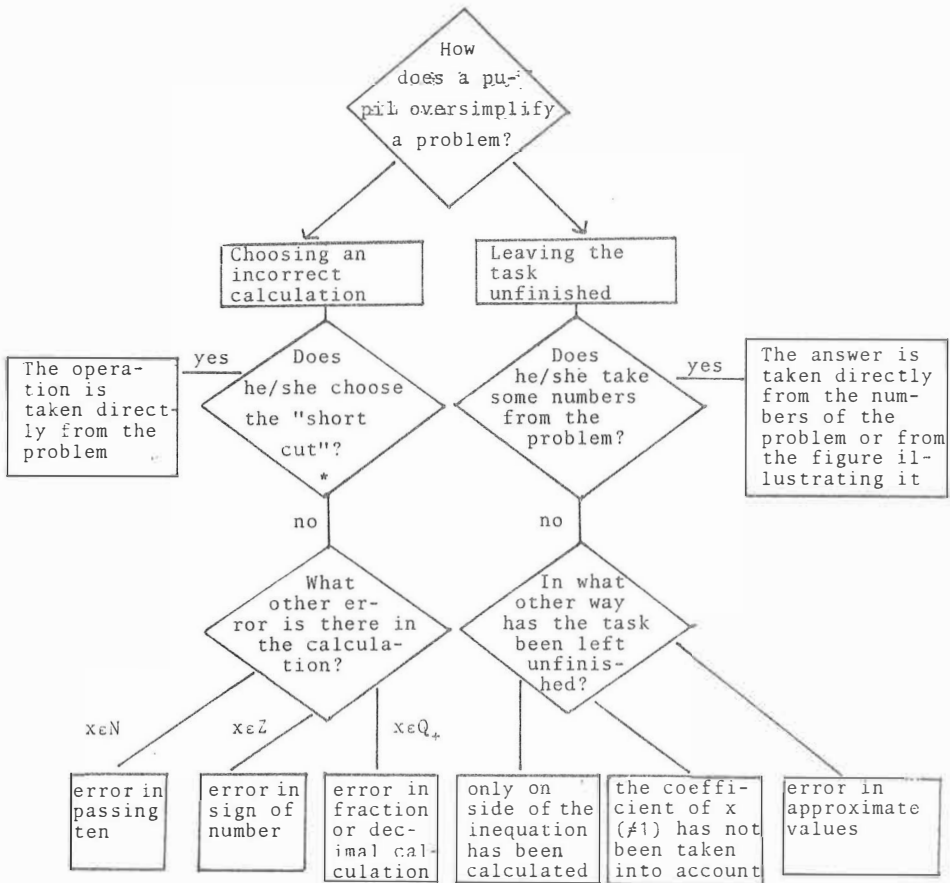 How
does a pu-
pil oversimplify
a problem?
Choosing an
incorrect
calculation
Leaving the
task
unfinished
The opera-
tion is
taken direct-
ly from the
problem
yes
Does
he/she choose
the "short
cut"?
*
Does
he/she take
some numbers
from the
problem?
yes
The answer is
taken directly
from the num-
bers of the
problem or from
the figure il-
lustrating it
no
no
What
other er-
ror is there in
the calcula-
tion?
In what
other way
has the task
been left
unfinis-
hed?
xεN
xεZ
xεQ₊
error in
passing
ten
error in
sign of
number
error in
fraction
or dec-
imal cal-
culation
only on
side of the
inequation
has been
calculated
the coeffi-
cient of x
(≠1) has not
been taken
into account
error in
approximate
values